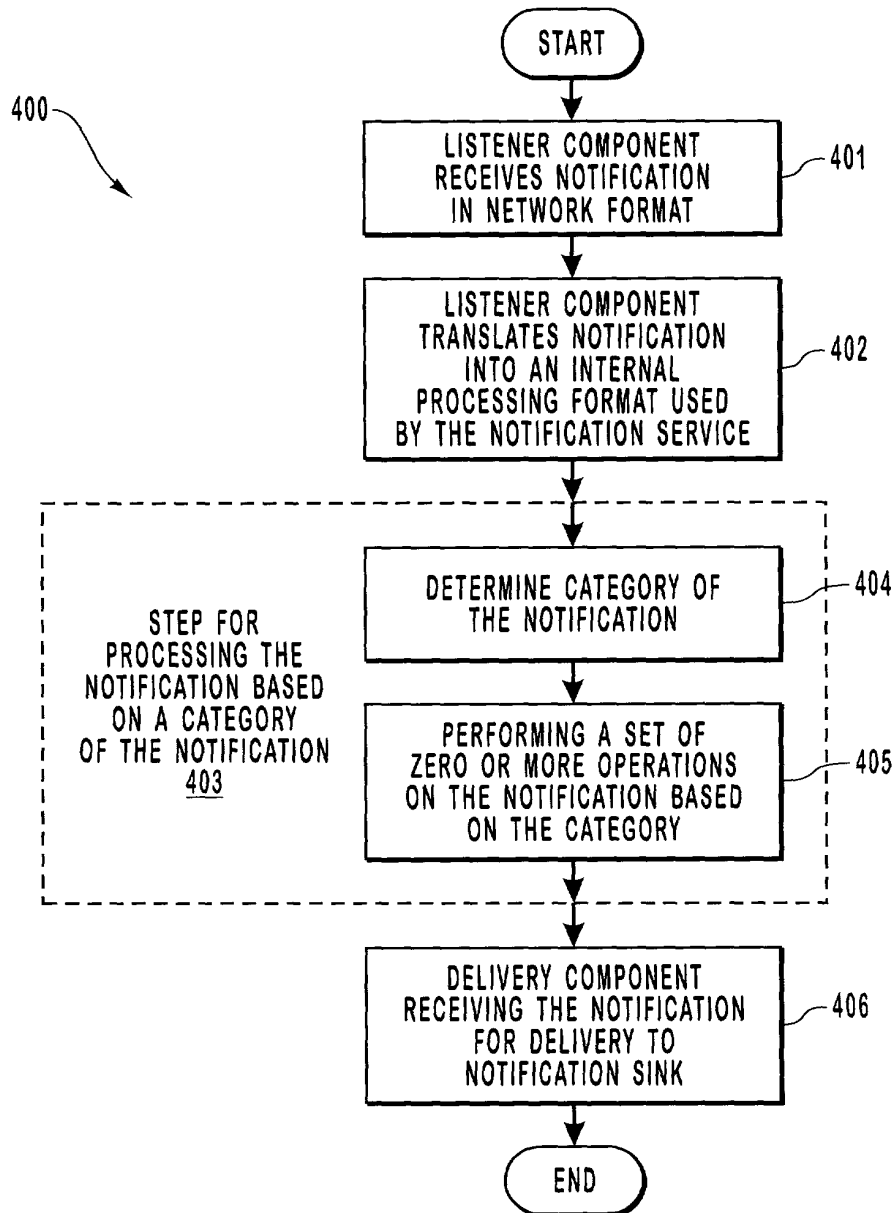 START
400
LISTENER COMPONENT
RECEIVES NOTIFICATION
IN NETWORK FORMAT
401
LISTENER COMPONENT
TRANSLATES NOTIFICATION
INTO AN INTERNAL
PROCESSING FORMAT USED
BY THE NOTIFICATION SERVICE
402
STEP FOR
PROCESSING THE
NOTIFICATION BASED
ON A CATEGORY
OF THE NOTIFICATION
403
DETERMINE CATEGORY OF
THE NOTIFICATION
404
PERFORMING A SET OF
ZERO OR MORE OPERATIONS
ON THE NOTIFICATION BASED
ON THE CATEGORY
405
DELIVERY COMPONENT
RECEIVING THE NOTIFICATION
FOR DELIVERY TO
NOTIFICATION SINK
406
END